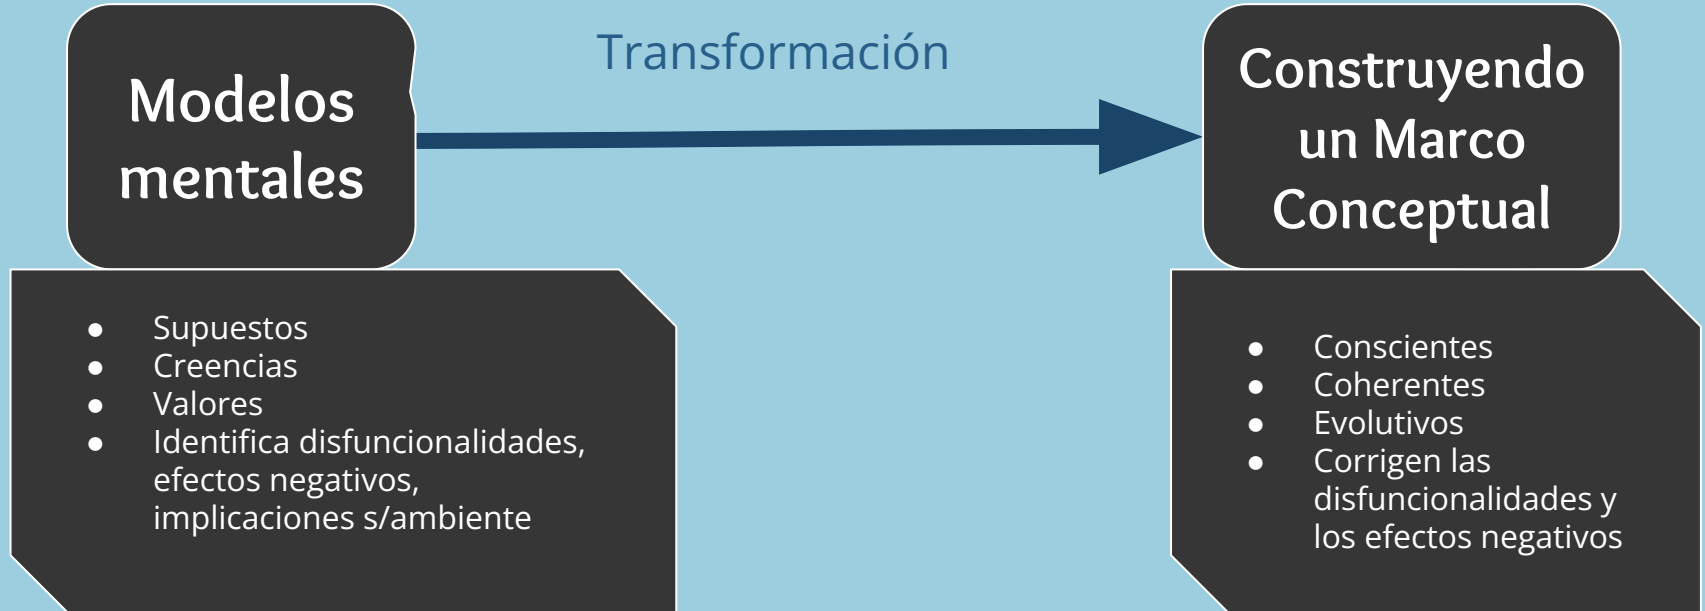 Modelos
mentales
Transformación
Construyendo
un Marco
Conceptual
● Supuestos
● Creencias
● Valores
● Identifica disfuncionalidades,
efectos negativos,
implicaciones s/ambiente
● Conscientes
● Coherentes
● Evolutivos
● Corrigen las
disfuncionalidades y
los efectos negativos